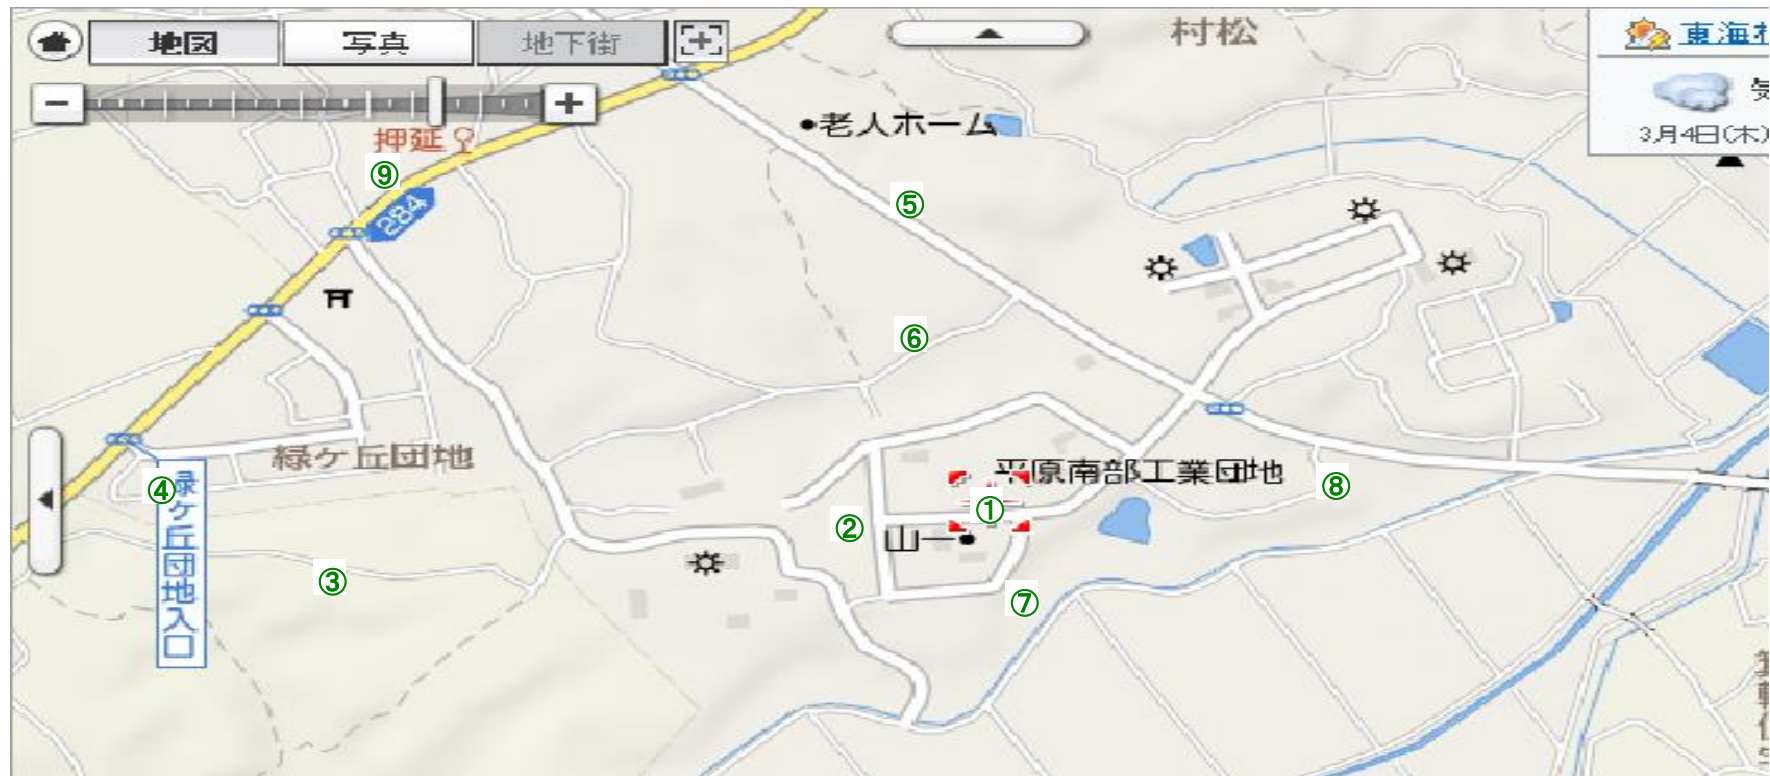 地図 写真 地下街
村松
東海
押延
老人ホーム
3月4日(木)
⑨
⑤
284
⑥
緑ケ丘団地
平原南部工業団地
④
緑ケ丘団地入口
⑧
①
②
山一
③
⑦